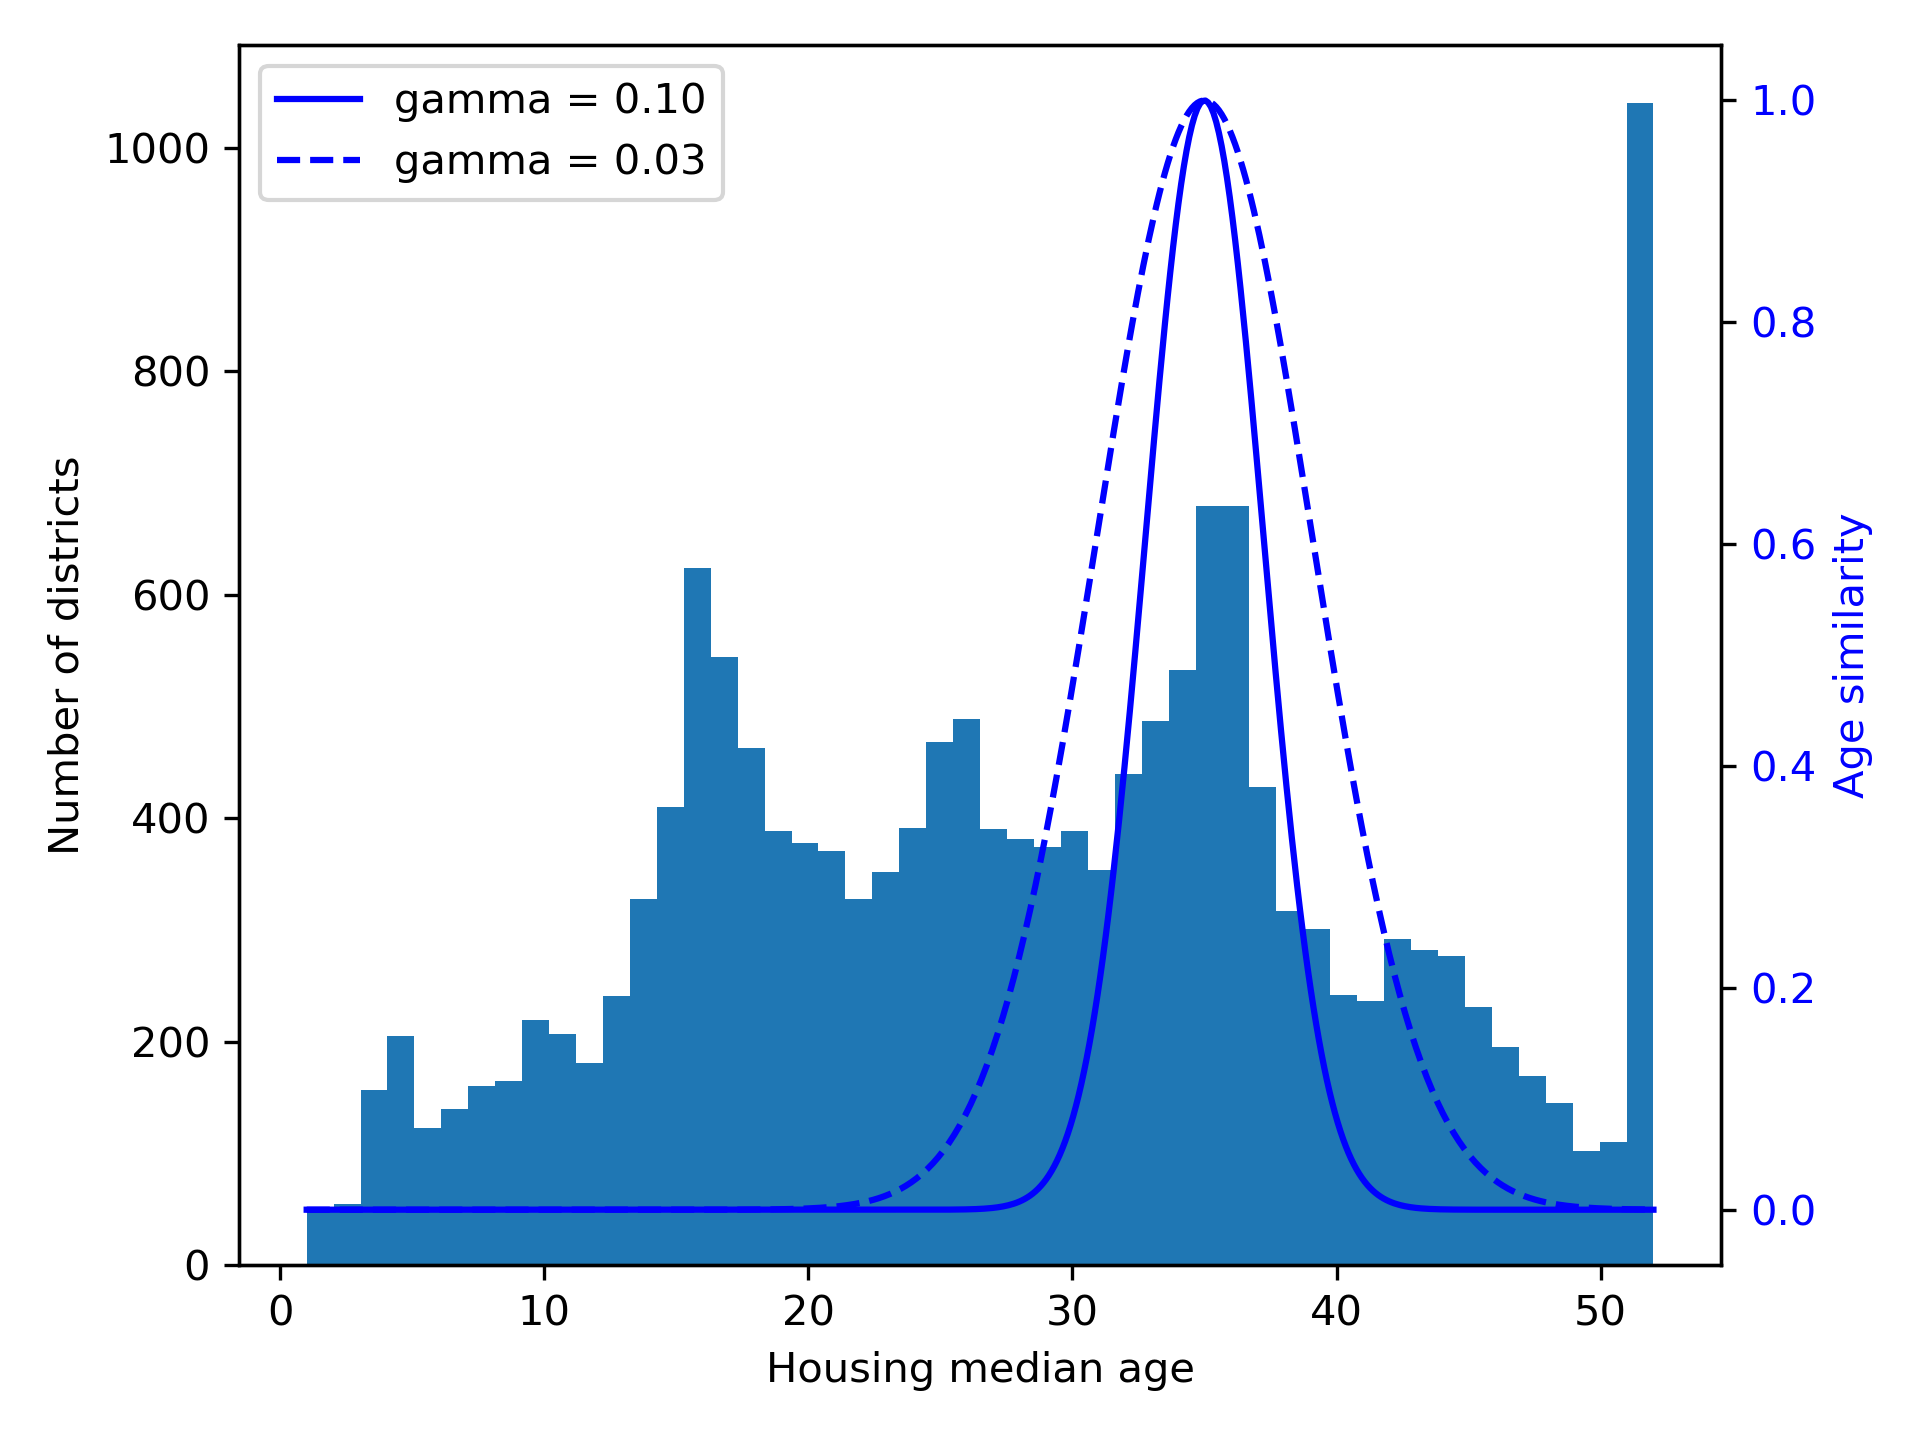 gamma = 0.10
gamma = 0.03
1000
800
600
400
200
0
Number of districts
1.0
0.8
0.6
0.4
0.2
0.0
Age similarity
0 10 20 30 40 50
Housing median age